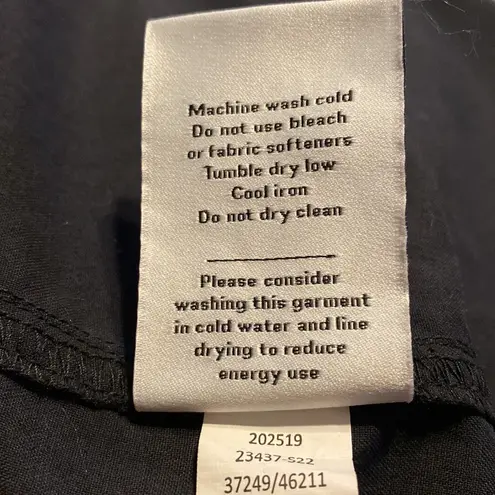 Machine wash cold
Do not use bleach
or fabric softeners
Tumble dry low
Cool iron
Do not dry clean
Please consider
washing this garment
in cold water and line
drying to reduce
energy use
202519
23437-S22
37249/46211